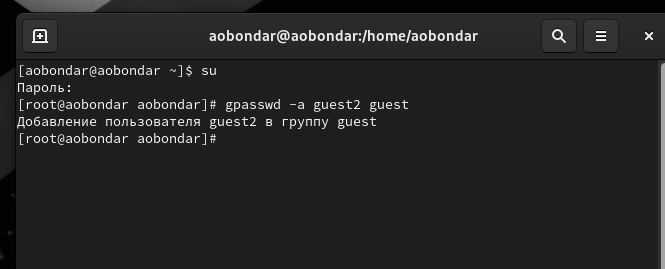 aobondar@aobondar:/home/aobondar
[aobondar@aobondar ~]$ su
Пароль:
[root@aobondar aobondar]# gpasswd -a guest2 guest
Добавление пользователя guest2 в группу guest
[root@aobondar aobondar]#